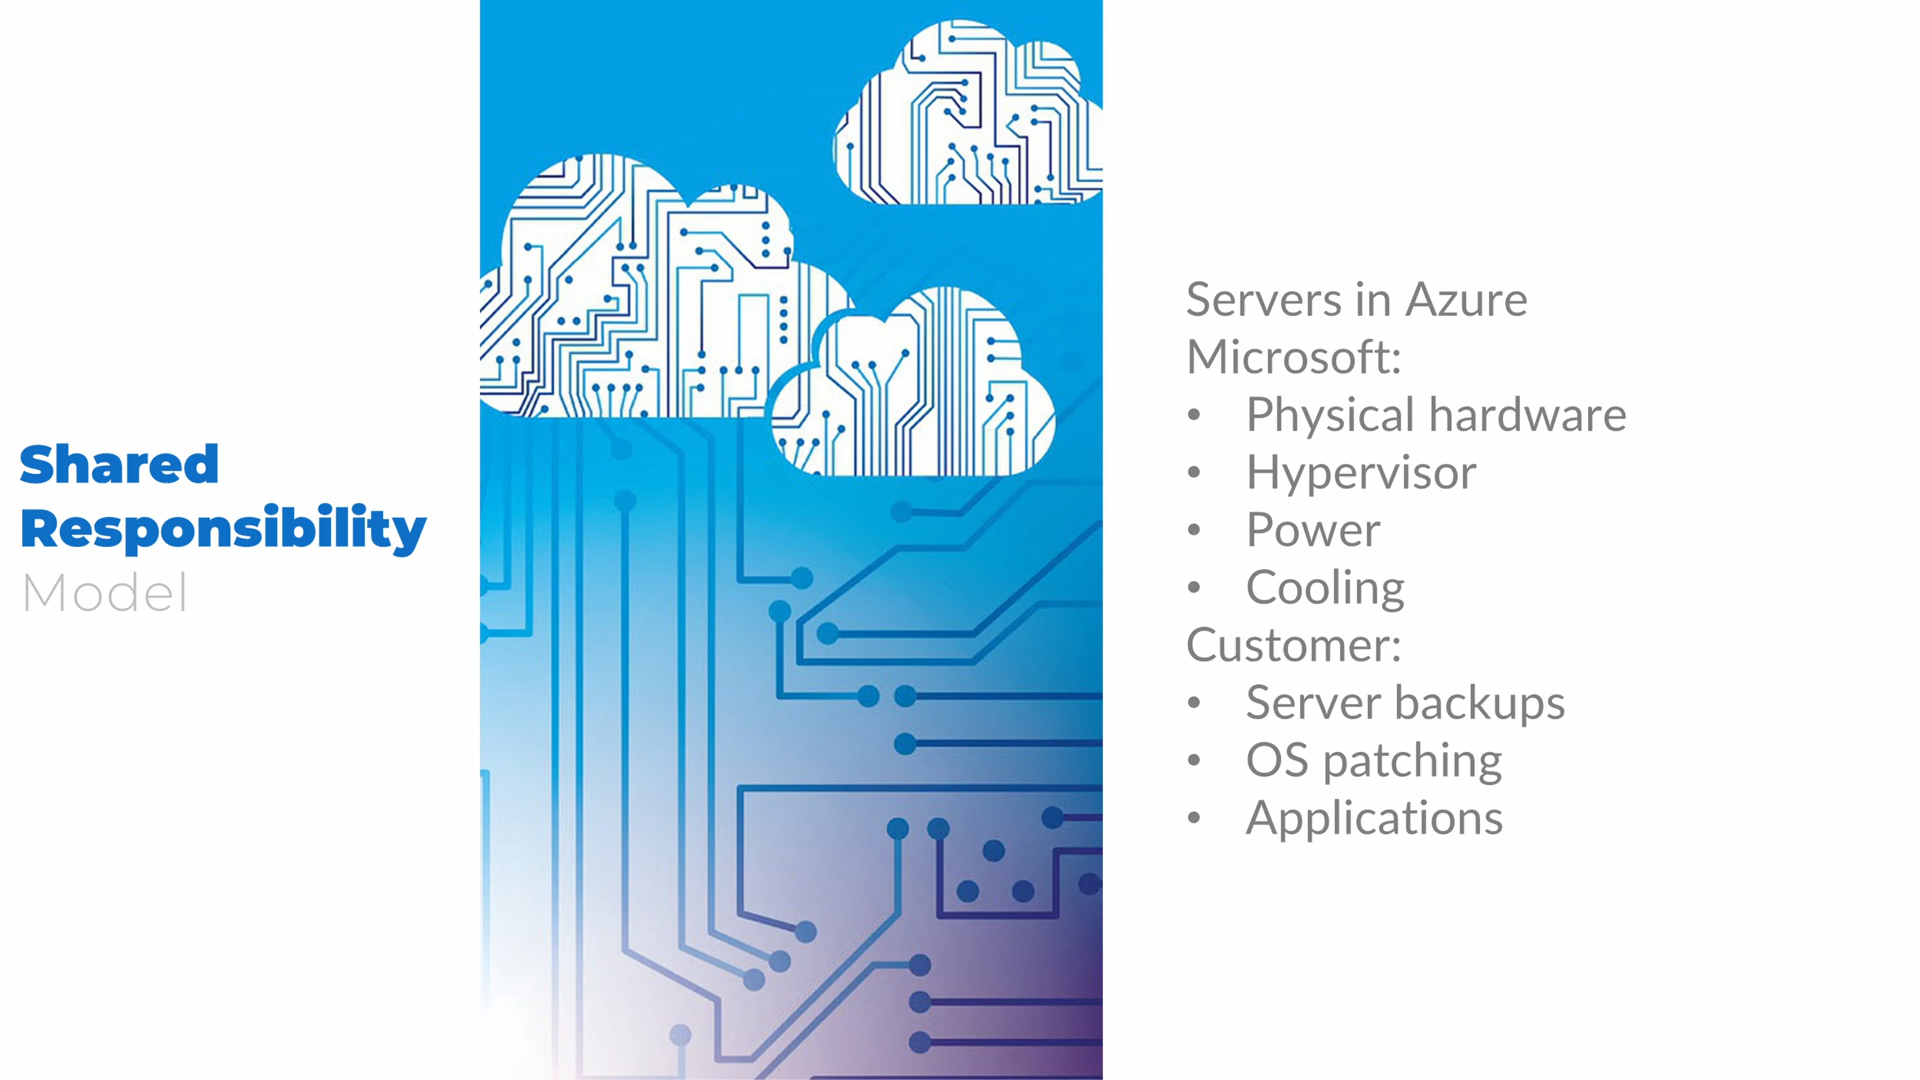 Shared
Responsibility
Model
Servers in Azure
Microsoft:
• Physical hardware
• Hypervisor
• Power
• Cooling
Customer:
• Server backups
• OS patching
• Applications